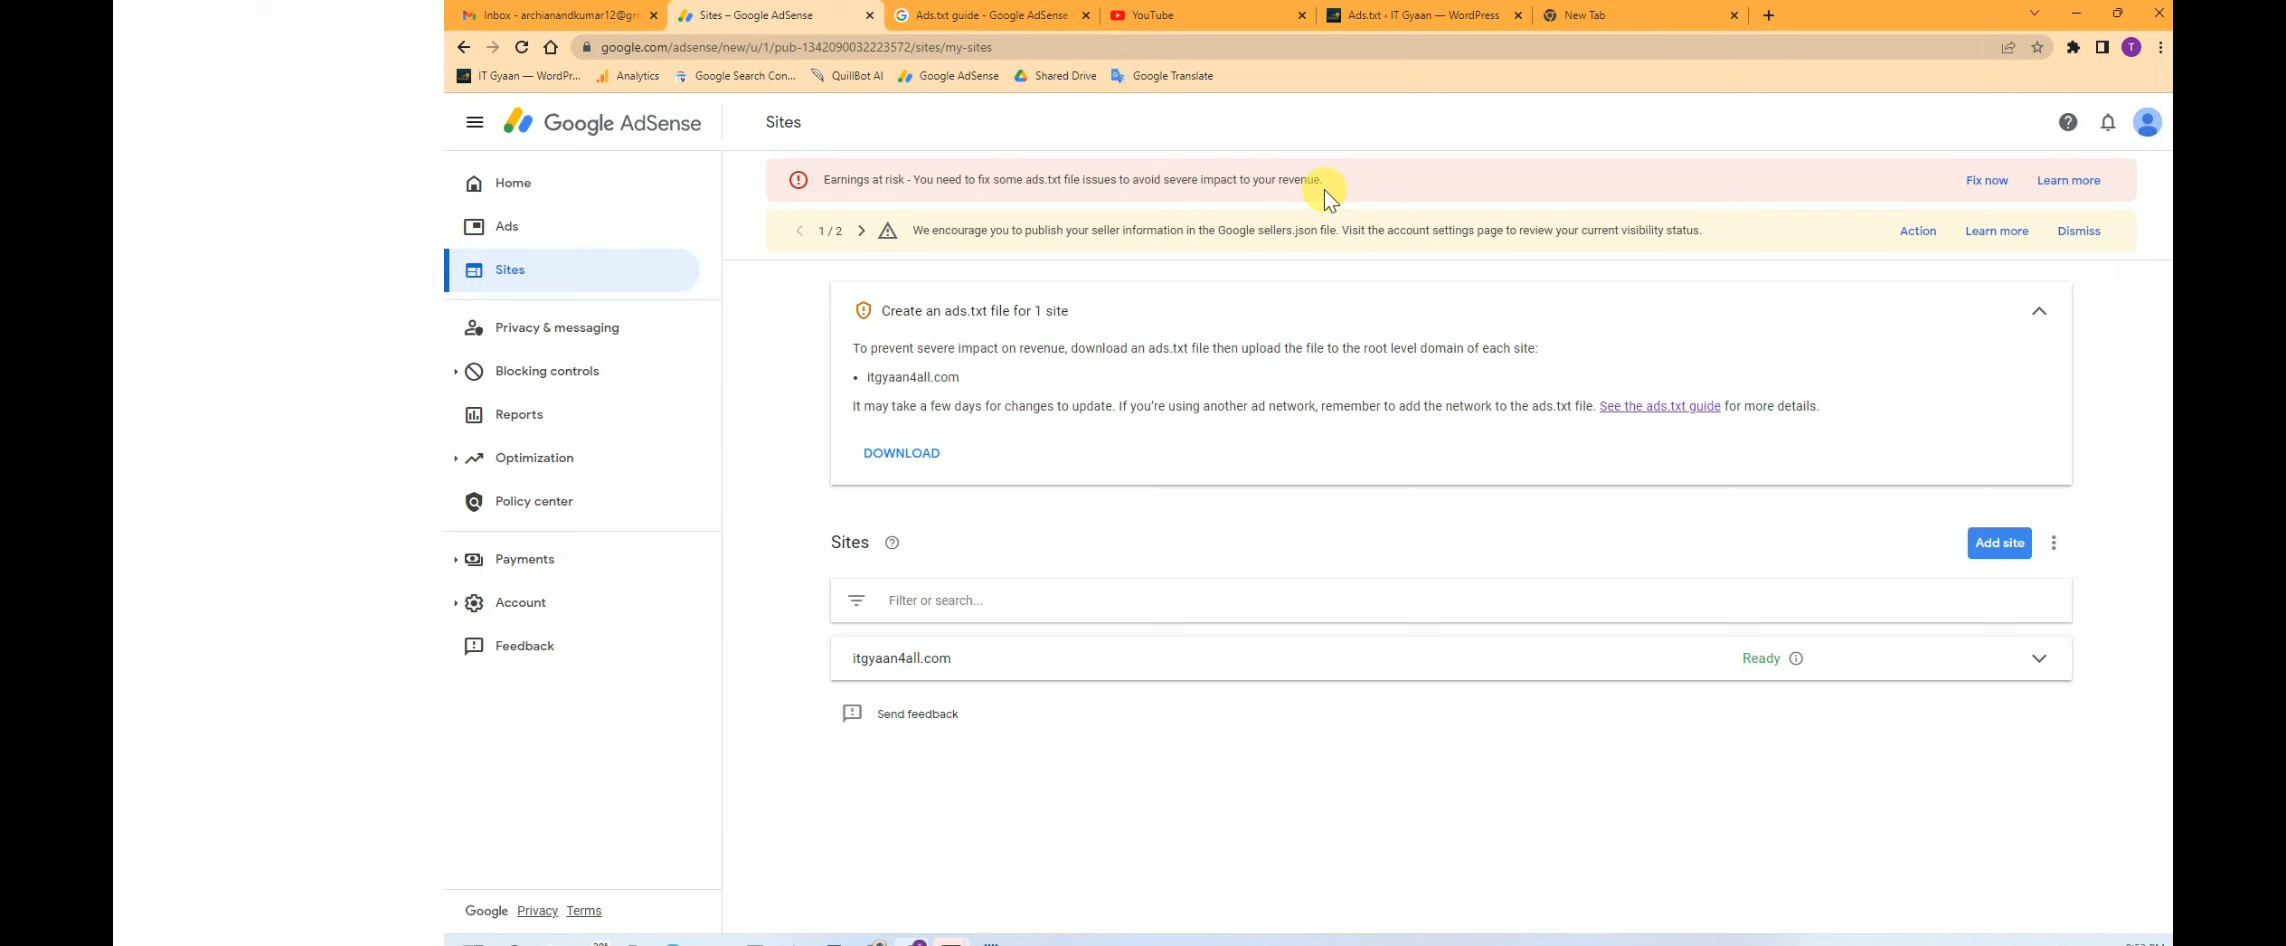 Inbox - archianandkumar12@gm
Sites – Google AdSense
Ads.txt guide - Google AdSense
YouTube
Ads.txt ‹ IT Gyaan — WordPress
New Tab
google.com/adsense/new/u/1/pub-1342090032223572/sites/my-sites
T
IT Gyaan — WordPr...
Analytics
Google Search Con...
QuillBot AI
Google AdSense
Shared Drive
Google Translate
Google AdSense
Sites
Home
Ads
Sites
Privacy & messaging
Blocking controls
Reports
Optimization
Policy center
Payments
Account
Feedback
Google Privacy Terms
Earnings at risk - You need to fix some ads.txt file issues to avoid severe impact to your revenue.
Fix now
Learn more
1 / 2
We encourage you to publish your seller information in the Google sellers.json file. Visit the account settings page to review your current visibility status.
Action
Learn more
Dismiss
Create an ads.txt file for 1 site
To prevent severe impact on revenue, download an ads.txt file then upload the file to the root level domain of each site:
• itgyaan4all.com
It may take a few days for changes to update. If you’re using another ad network, remember to add the network to the ads.txt file. See the ads.txt guide for more details.
DOWNLOAD
Sites
Add site
Filter or search...
itgyaan4all.com
Ready
Send feedback